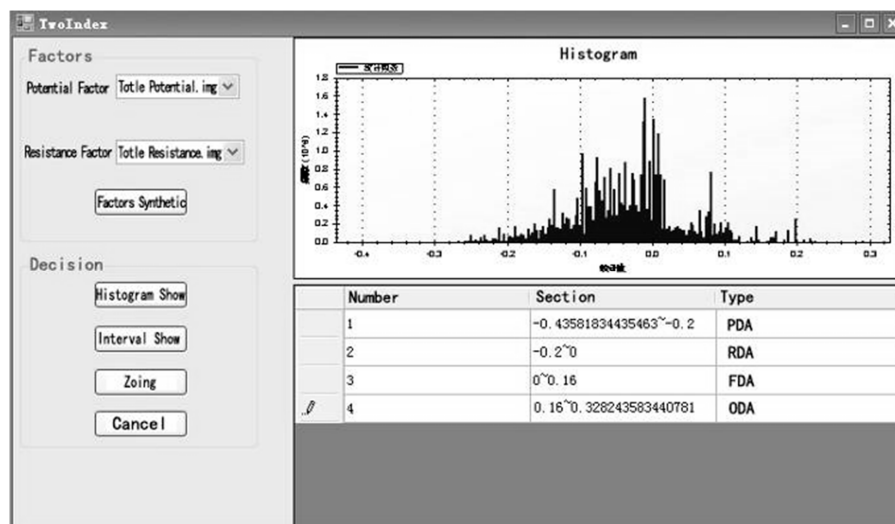 TwoIndex
Factors
Potential Factor Totle Potential.img
Resistance Factor Totle Resistance.img
Factors Synthetic
Decision
Histogram Show
Interval Show
Zoing
Cancel
Histogram
1.8
1.6
1.4
1.2
1.0
0.8
0.6
0.4
0.2
0.0
-0.4 -0.3 -0.2 -0.1 0.0 0.1 0.2 0.3
(10^6)
Number Section Type
1 -0.43581834435463~-0.2 PDA
2 -0.2~0 RDA
3 0~0.16 FDA
4 0.16~0.328243583440781 ODA